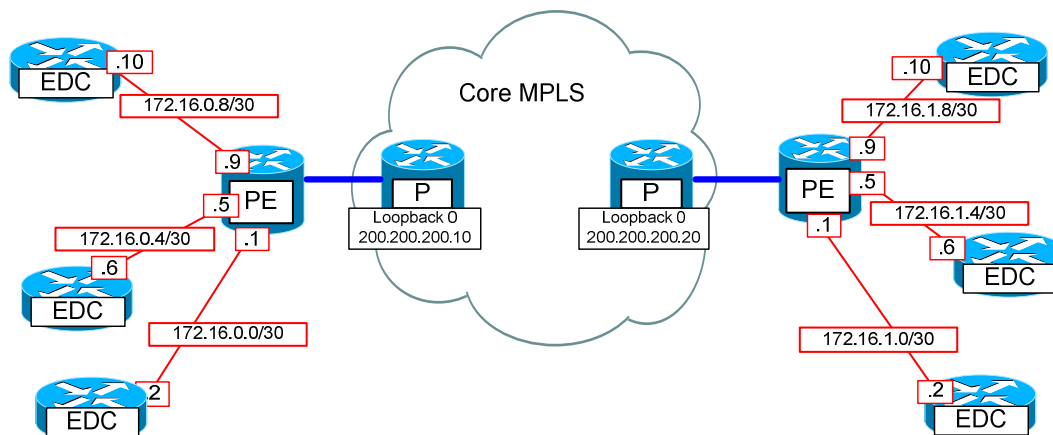 EDC
.10
172.16.0.8/30
.9
PE
.5
172.16.0.4/30
.1
.6
EDC
172.16.0.0/30
.2
EDC
Core MPLS
P
Loopback 0
200.200.200.10
P
Loopback 0
200.200.200.20
.10
EDC
172.16.1.8/30
.9
PE
.5
172.16.1.4/30
.1
.6
EDC
172.16.1.0/30
.2
EDC